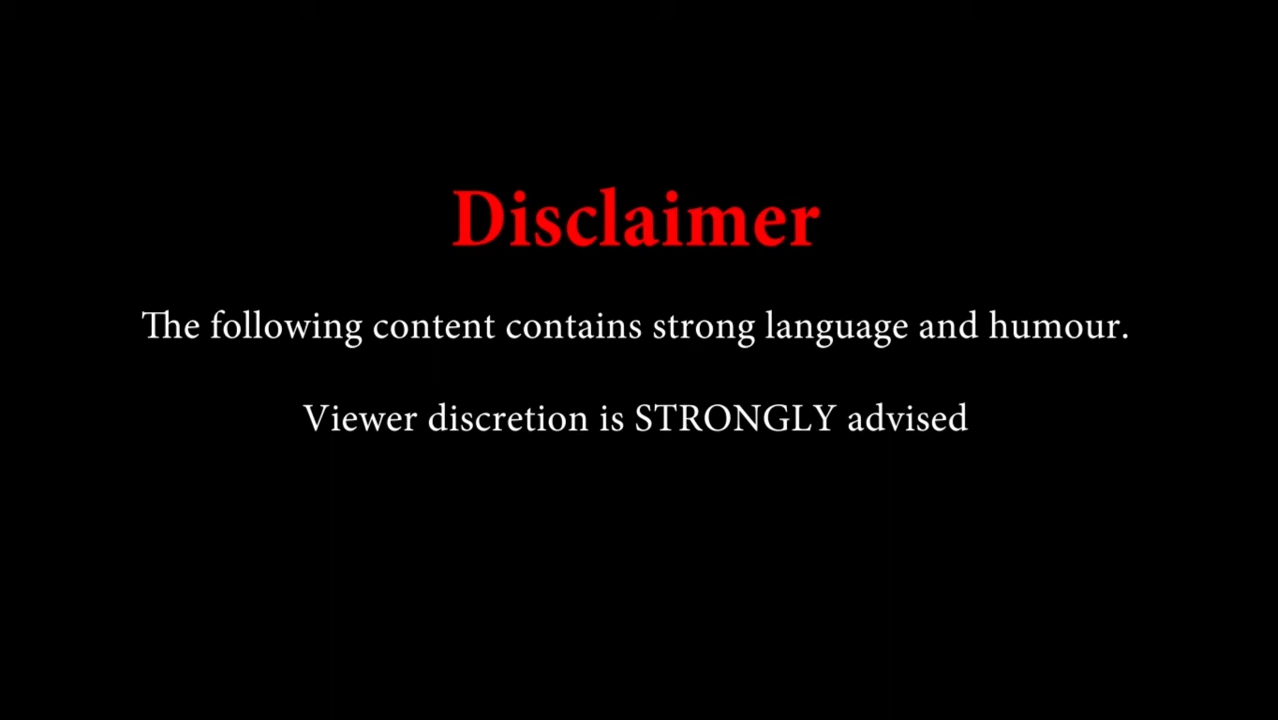 Disclaimer
The following content contains strong language and humour.
Viewer discretion is STRONGLY advised